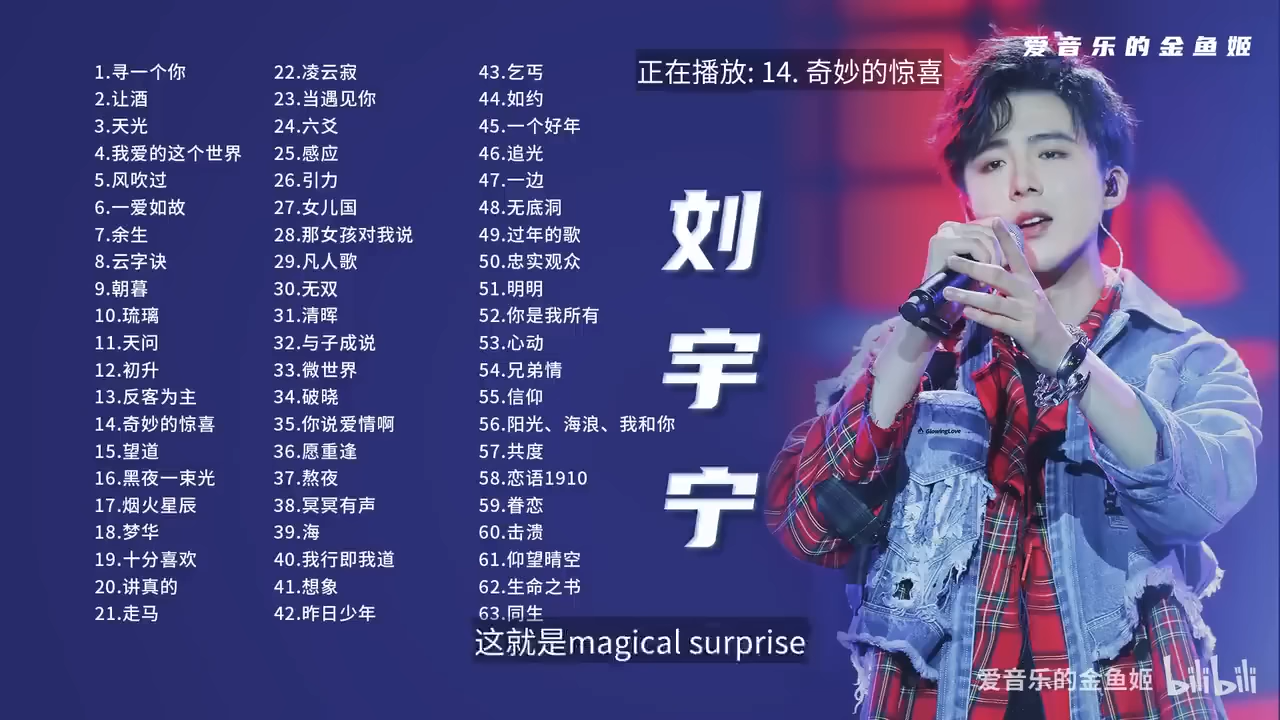 爱音乐的金鱼姬
正在播放: 14. 奇妙的惊喜
1.寻一个你
2.让酒
3.天光
4.我爱的这个世界
5.风吹过
6.一爱如故
7.余生
8.云字诀
9.朝暮
10.琉璃
11.天问
12.初升
13.反客为主
14.奇妙的惊喜
15.望道
16.黑夜一束光
17.烟火星辰
18.梦华
19.十分喜欢
20.讲真的
21.走马
22.凌云寂
23.当遇见你
24.六爻
25.感应
26.引力
27.女儿国
28.那女孩对我说
29.凡人歌
30.无双
31.清晖
32.与子成说
33.微世界
34.破晓
35.你说爱情啊
36.愿重逢
37.熬夜
38.冥冥有声
39.海
40.我行即我道
41.想象
42.昨日少年
43.乞丐
44.如约
45.一个好年
46.追光
47.一边
48.无底洞
49.过年的歌
50.忠实观众
51.明明
52.你是我所有
53.心动
54.兄弟情
55.信仰
56.阳光、海浪、我和你
57.共度
58.恋语1910
59.眷恋
60.击溃
61.仰望晴空
62.生命之书
63.同生
刘
宇
宁
GlowingLove
这就是magical surprise
爱音乐的金鱼姬 bilibili